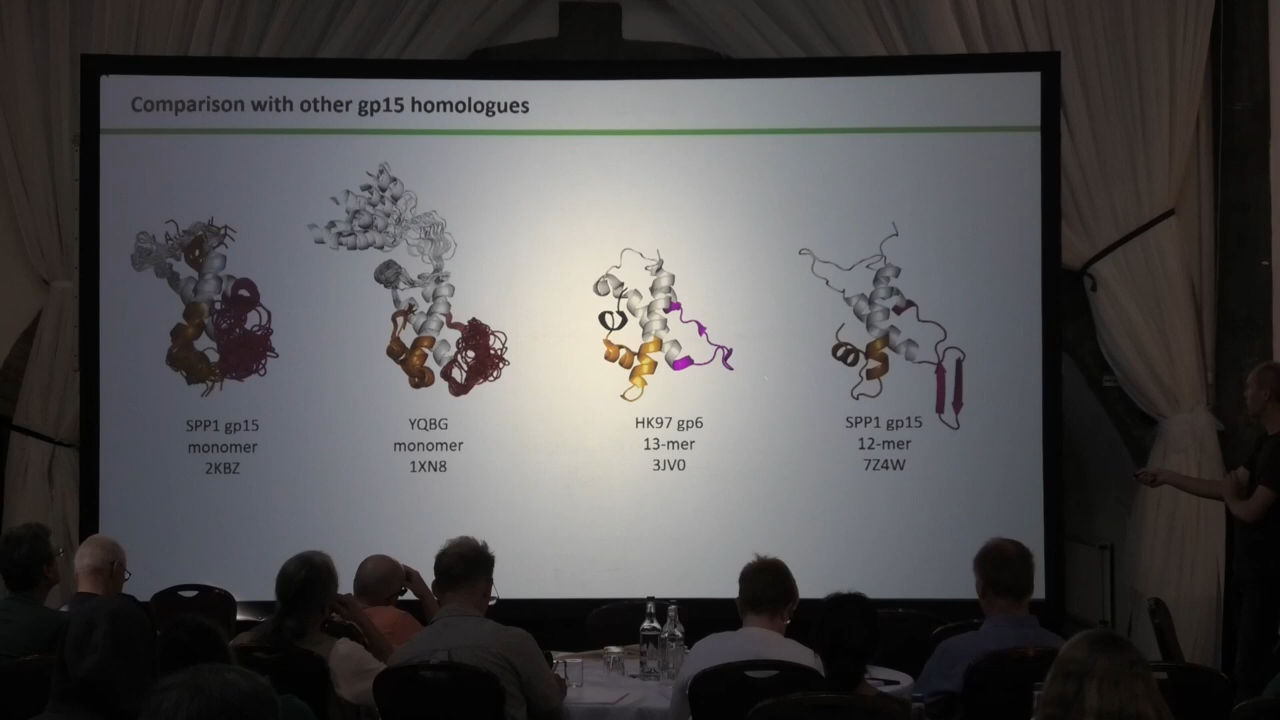 Comparison with other gp15 homologues
SPP1 gp15
monomer
2KBZ
YQBG
monomer
1XN8
HK97 gp6
13-mer
3JV0
SPP1 gp15
12-mer
7Z4W